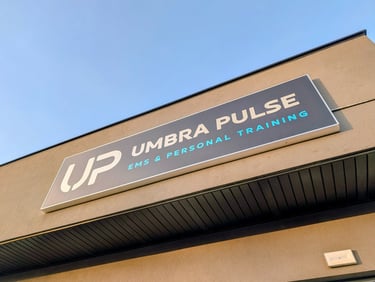 UP
UMBRA PULSE
EMS & PERSONAL TRAINING